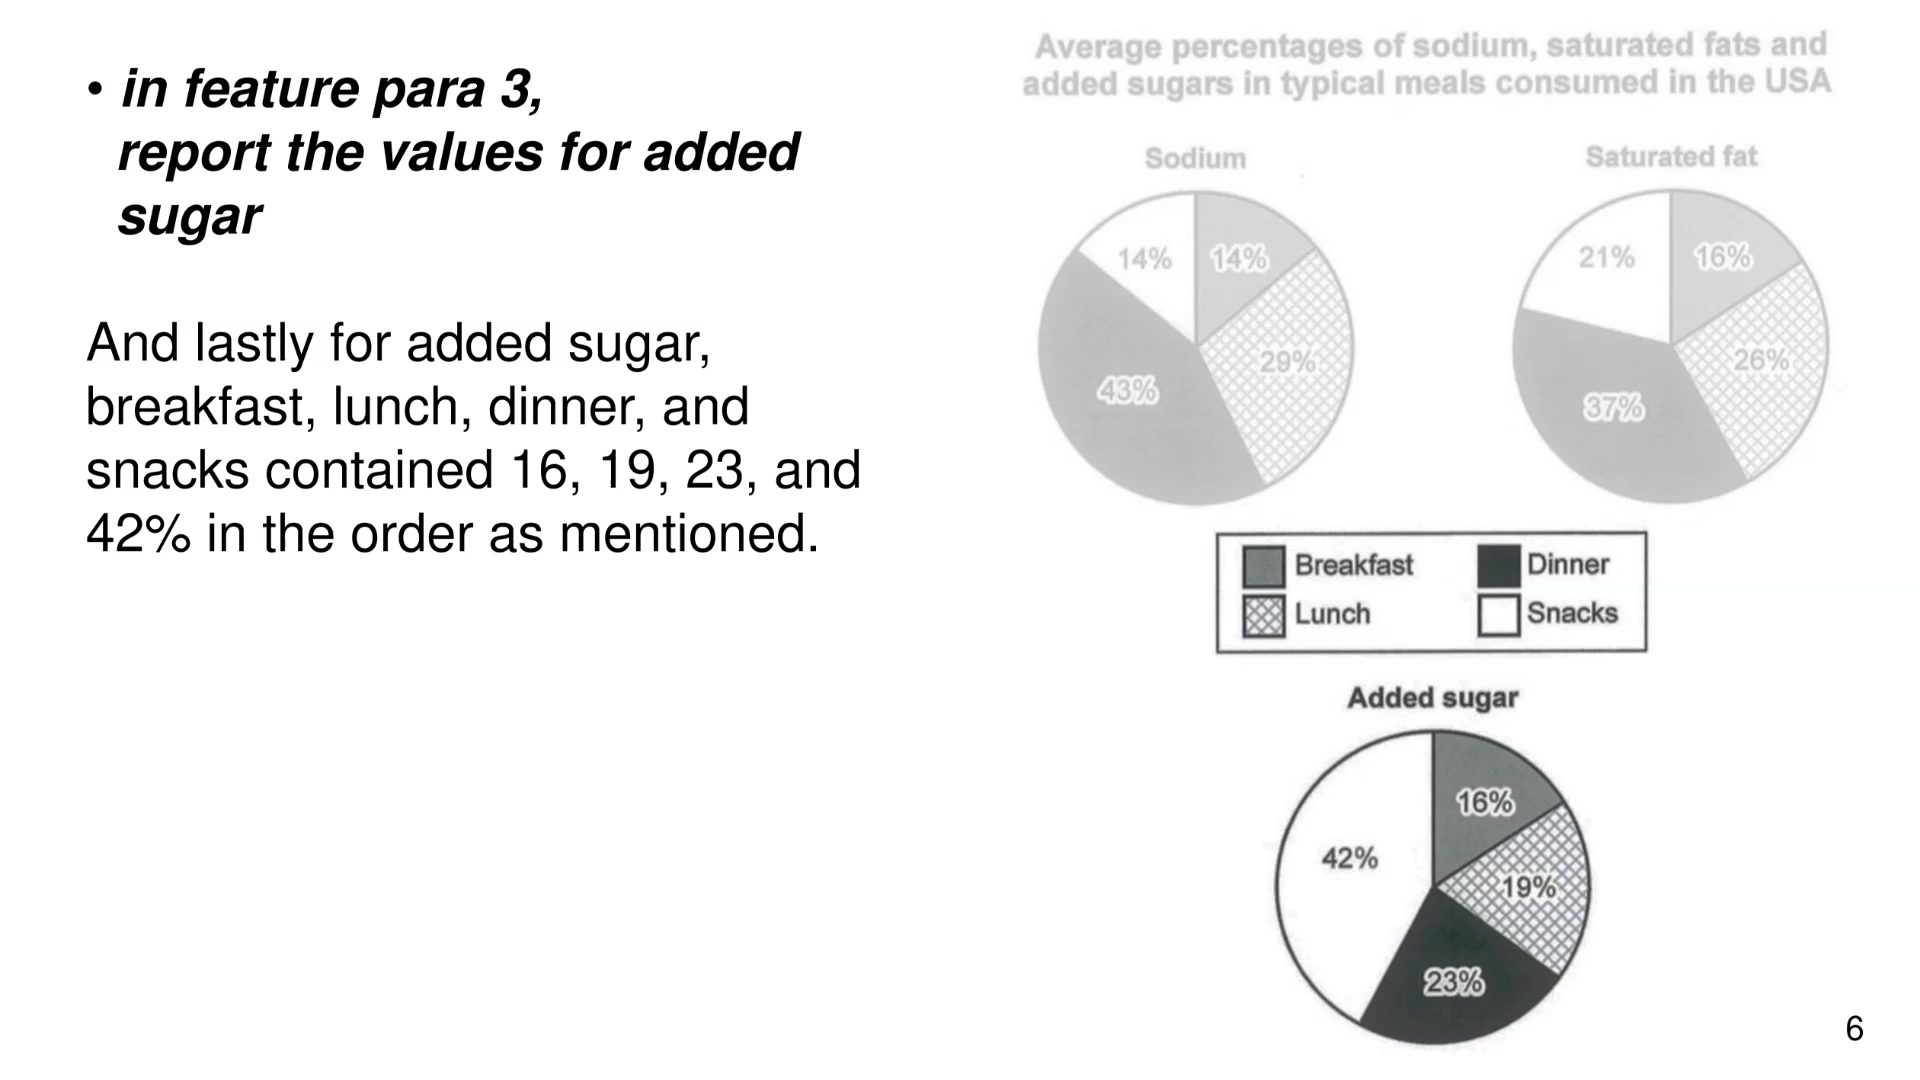 • in feature para 3,
report the values for added
sugar
And lastly for added sugar,
breakfast, lunch, dinner, and
snacks contained 16, 19, 23, and
42% in the order as mentioned.
Average percentages of sodium, saturated fats and
added sugars in typical meals consumed in the USA
Sodium
14%
14%
29%
43%
Saturated fat
21%
16%
26%
37%
Breakfast
Dinner
Lunch
Snacks
Added sugar
16%
42%
19%
23%
6